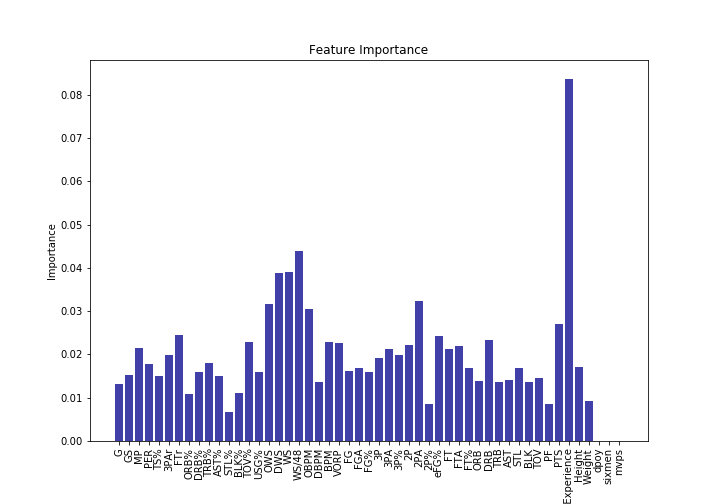 Feature Importance
Importance
0.08
0.07
0.06
0.05
0.04
0.03
0.02
0.01
0.00
G
GS
MP
PER
TS%
3PAr
FTr
ORB%
DRB%
TRB%
AST%
STL%
BLK%
TOV%
USG%
OWS
DWS
WS
WS/48
OBPM
DBPM
BPM
VORP
FG
FGA
FG%
3P
3PA
3P%
2P
2PA
2P%
eFG%
FT
FTA
FT%
ORB
DRB
TRB
AST
STL
BLK
TOV
PF
PTS
Experience
Height
Weight
dpoy
sixmen
mvps